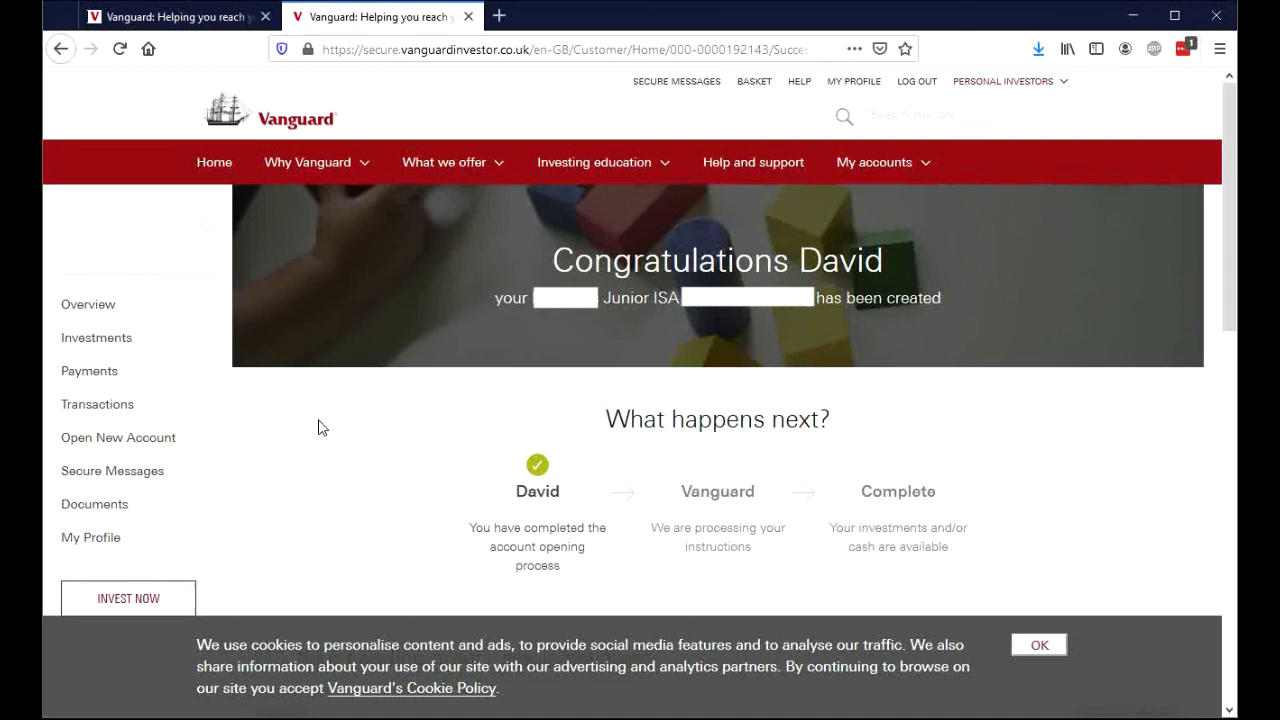 Vanguard: Helping you reach y
Vanguard: Helping you reach y
https://secure.vanguardinvestor.co.uk/en-GB/Customer/Home/000-0000192143/Succes
ABP
1
SECURE MESSAGES BASKET HELP MY PROFILE LOG OUT PERSONAL INVESTORS
Vanguard
Search the site
Home Why Vanguard What we offer Investing education Help and support My accounts
Congratulations David
your Junior ISA has been created
Overview
Investments
Payments
Transactions
Open New Account
Secure Messages
Documents
My Profile
INVEST NOW
What happens next?
David Vanguard Complete
You have completed the We are processing your Your investments and/or
account opening instructions cash are available
process
We use cookies to personalise content and ads, to provide social media features and to analyse our traffic. We also
share information about your use of our site with our advertising and analytics partners. By continuing to browse on
our site you accept Vanguard's Cookie Policy.
OK